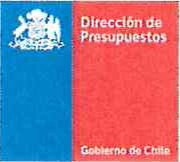 Dirección de
Presupuestos
Gobierno de Chile